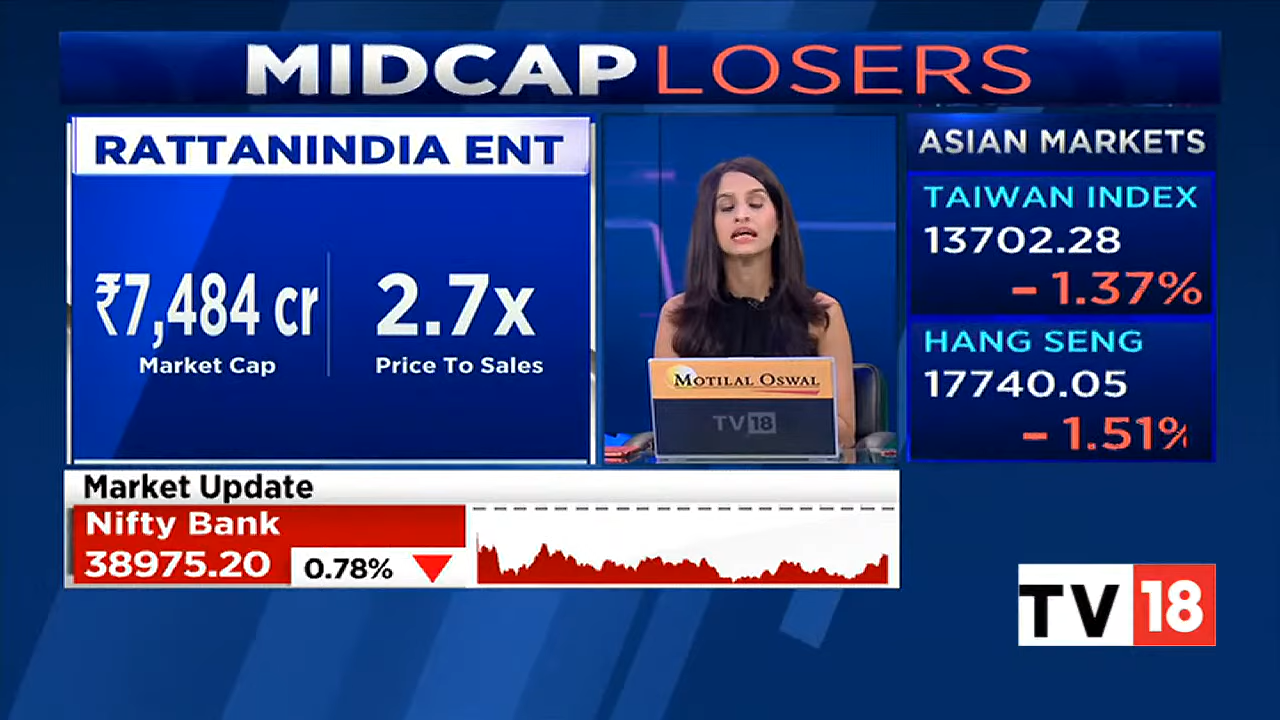 MIDCAP LOSERS
RATTANINDIA ENT
₹7,484 cr
Market Cap
2.7x
Price To Sales
MOTILAL OSWAL
TV18
ASIAN MARKETS
TAIWAN INDEX
13702.28
– 1.37%
HANG SENG
17740.05
– 1.51%
Market Update
Nifty Bank
38975.20
0.78%
TV18